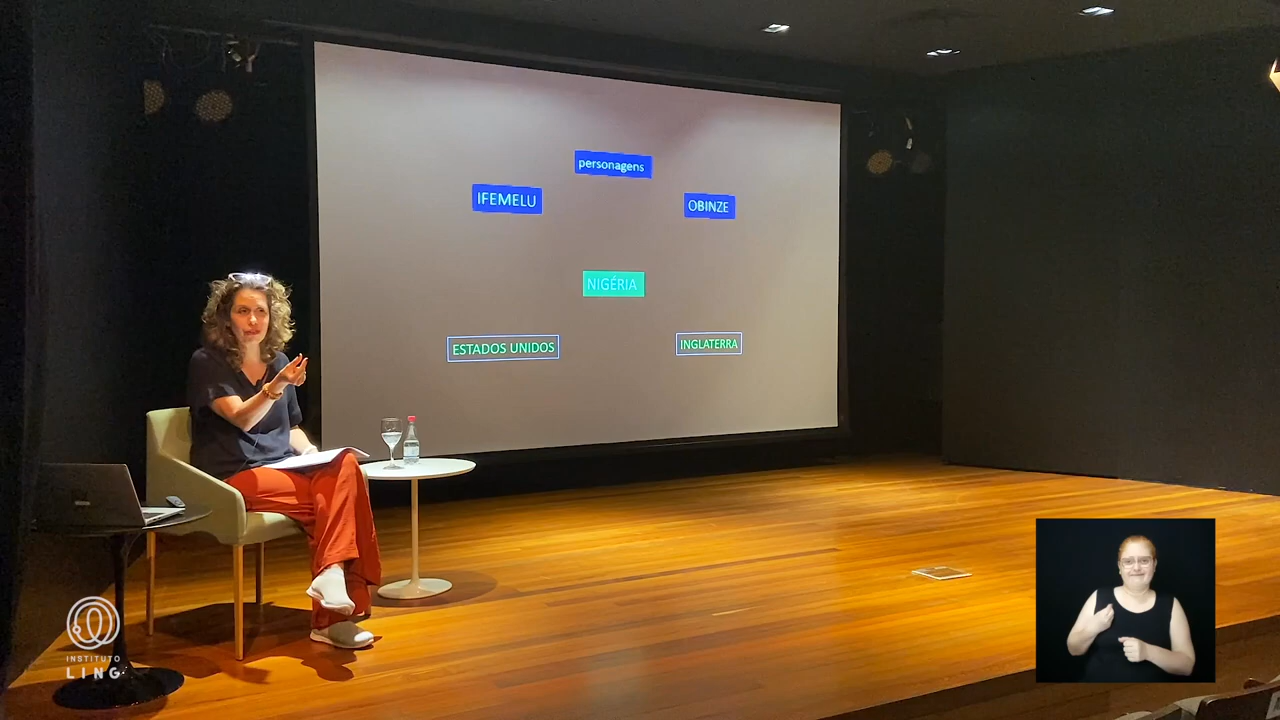 personagens
IFEMELU
OBINZE
NIGÉRIA
ESTADOS UNIDOS
INGLATERRA
INSTITUTO
LING